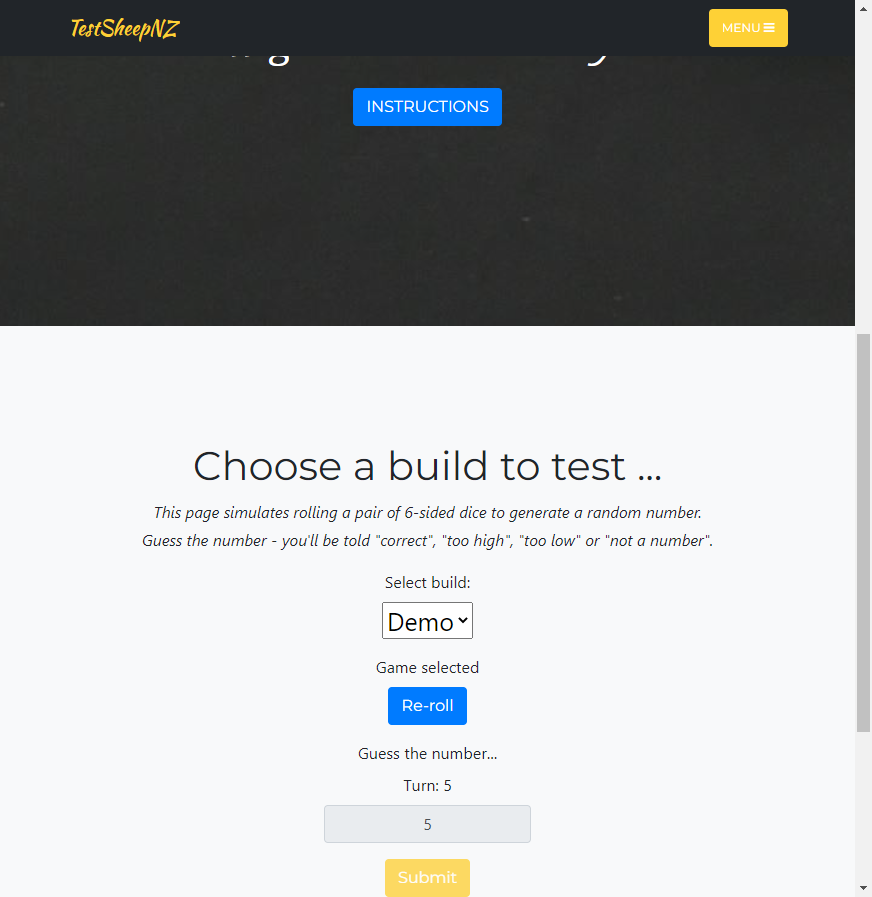 TestSheepNZ
MENU
INSTRUCTIONS
Choose a build to test ...
This page simulates rolling a pair of 6-sided dice to generate a random number.
Guess the number - you'll be told "correct", "too high", "too low" or "not a number".
Select build:
Demo
Game selected
Re-roll
Guess the number...
Turn: 5
5
Submit